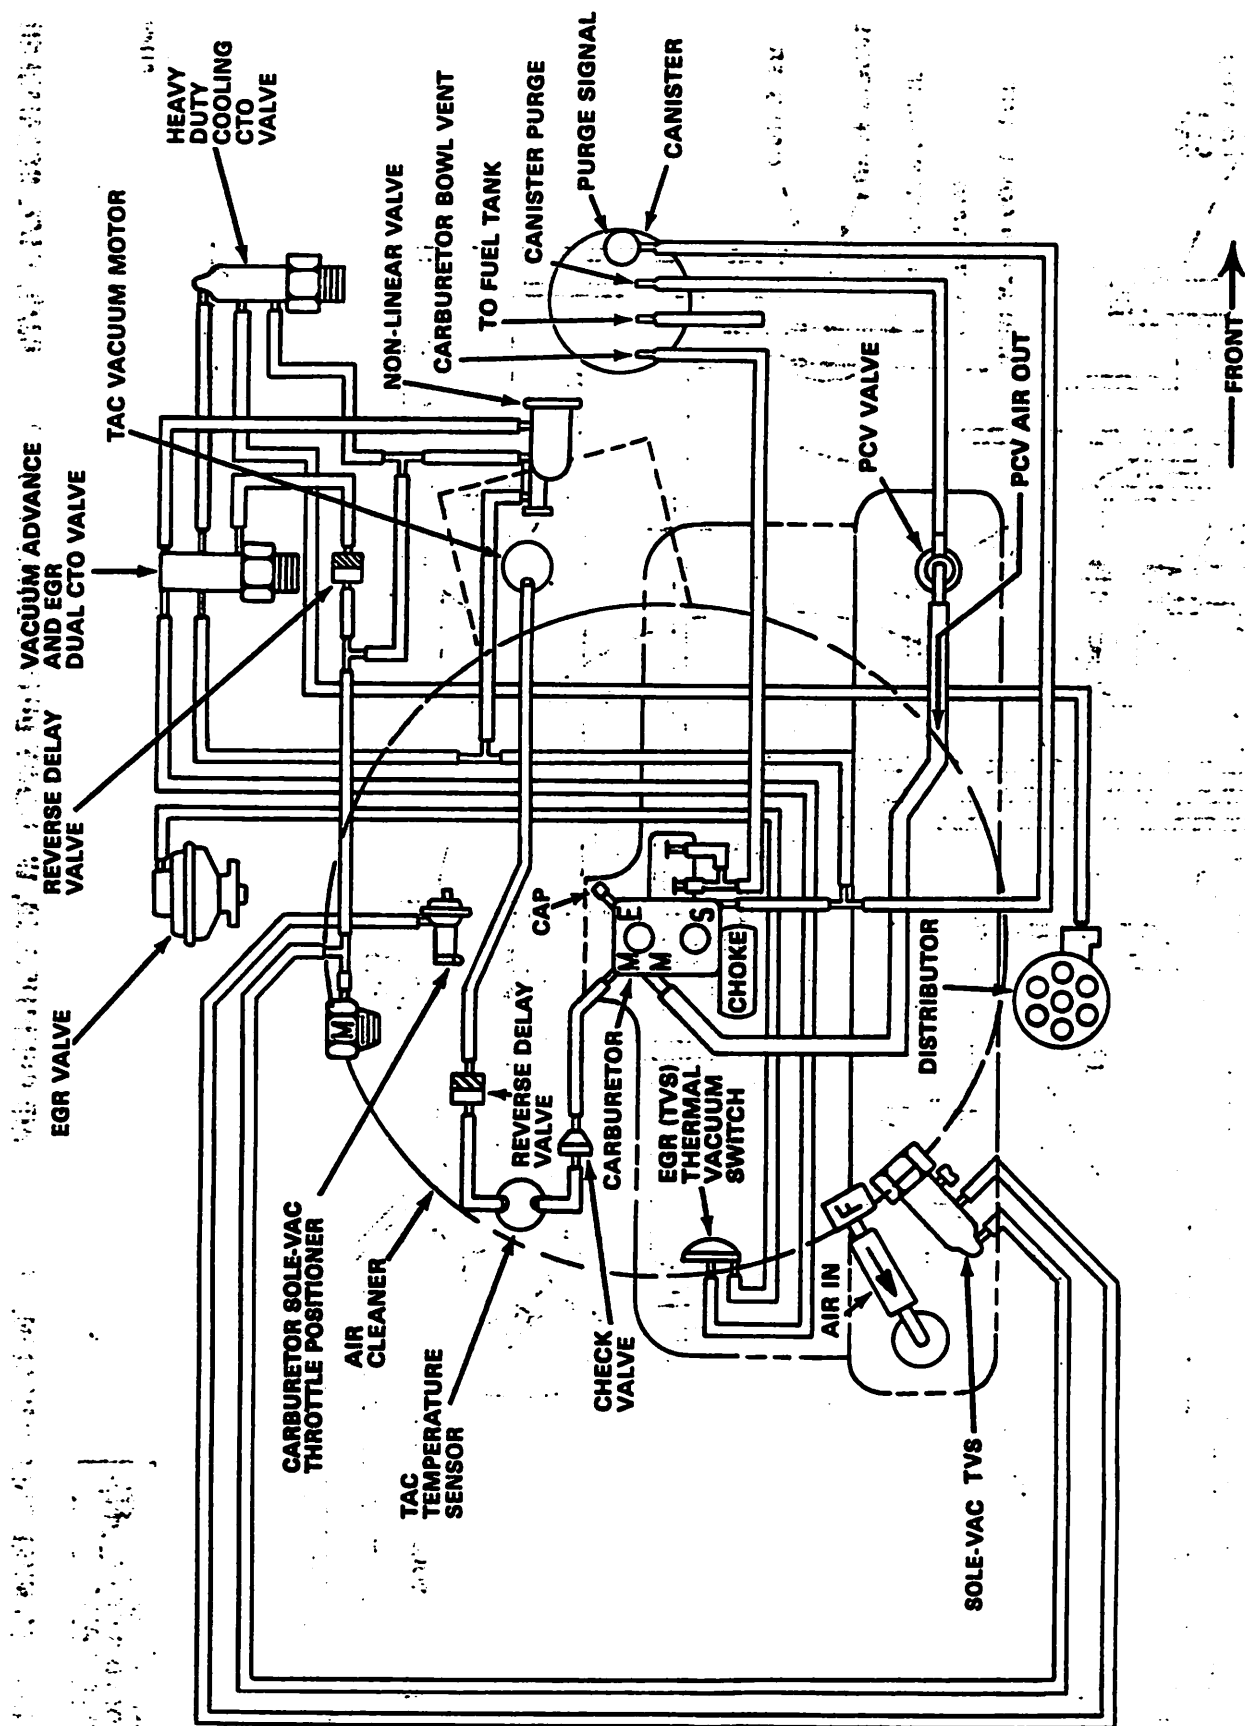 HEAVY
DUTY
COOLING
CTO
VALVE
TAC VACUUM MOTOR
VACUUM ADVANCE
AND EGR
DUAL CTO VALVE
REVERSE DELAY
VALVE
EGR VALVE
NON-LINEAR VALVE
CARBURETOR BOWL VENT
TO FUEL TANK
CANISTER PURGE
PURGE SIGNAL
CANISTER
CARBURETOR SOLE-VAC
THROTTLE POSITIONER
AIR
CLEANER
TAC
TEMPERATURE
SENSOR
M
REVERSE DELAY
VALVE
CHECK
VALVE
CAP
CARBURETOR
M
E
M
S
CHOKE
EGR (TVS)
THERMAL
VACUUM
SWITCH
PCV VALVE
PCV AIR OUT
DISTRIBUTOR
AIR IN
F
SOLE-VAC TVS
FRONT